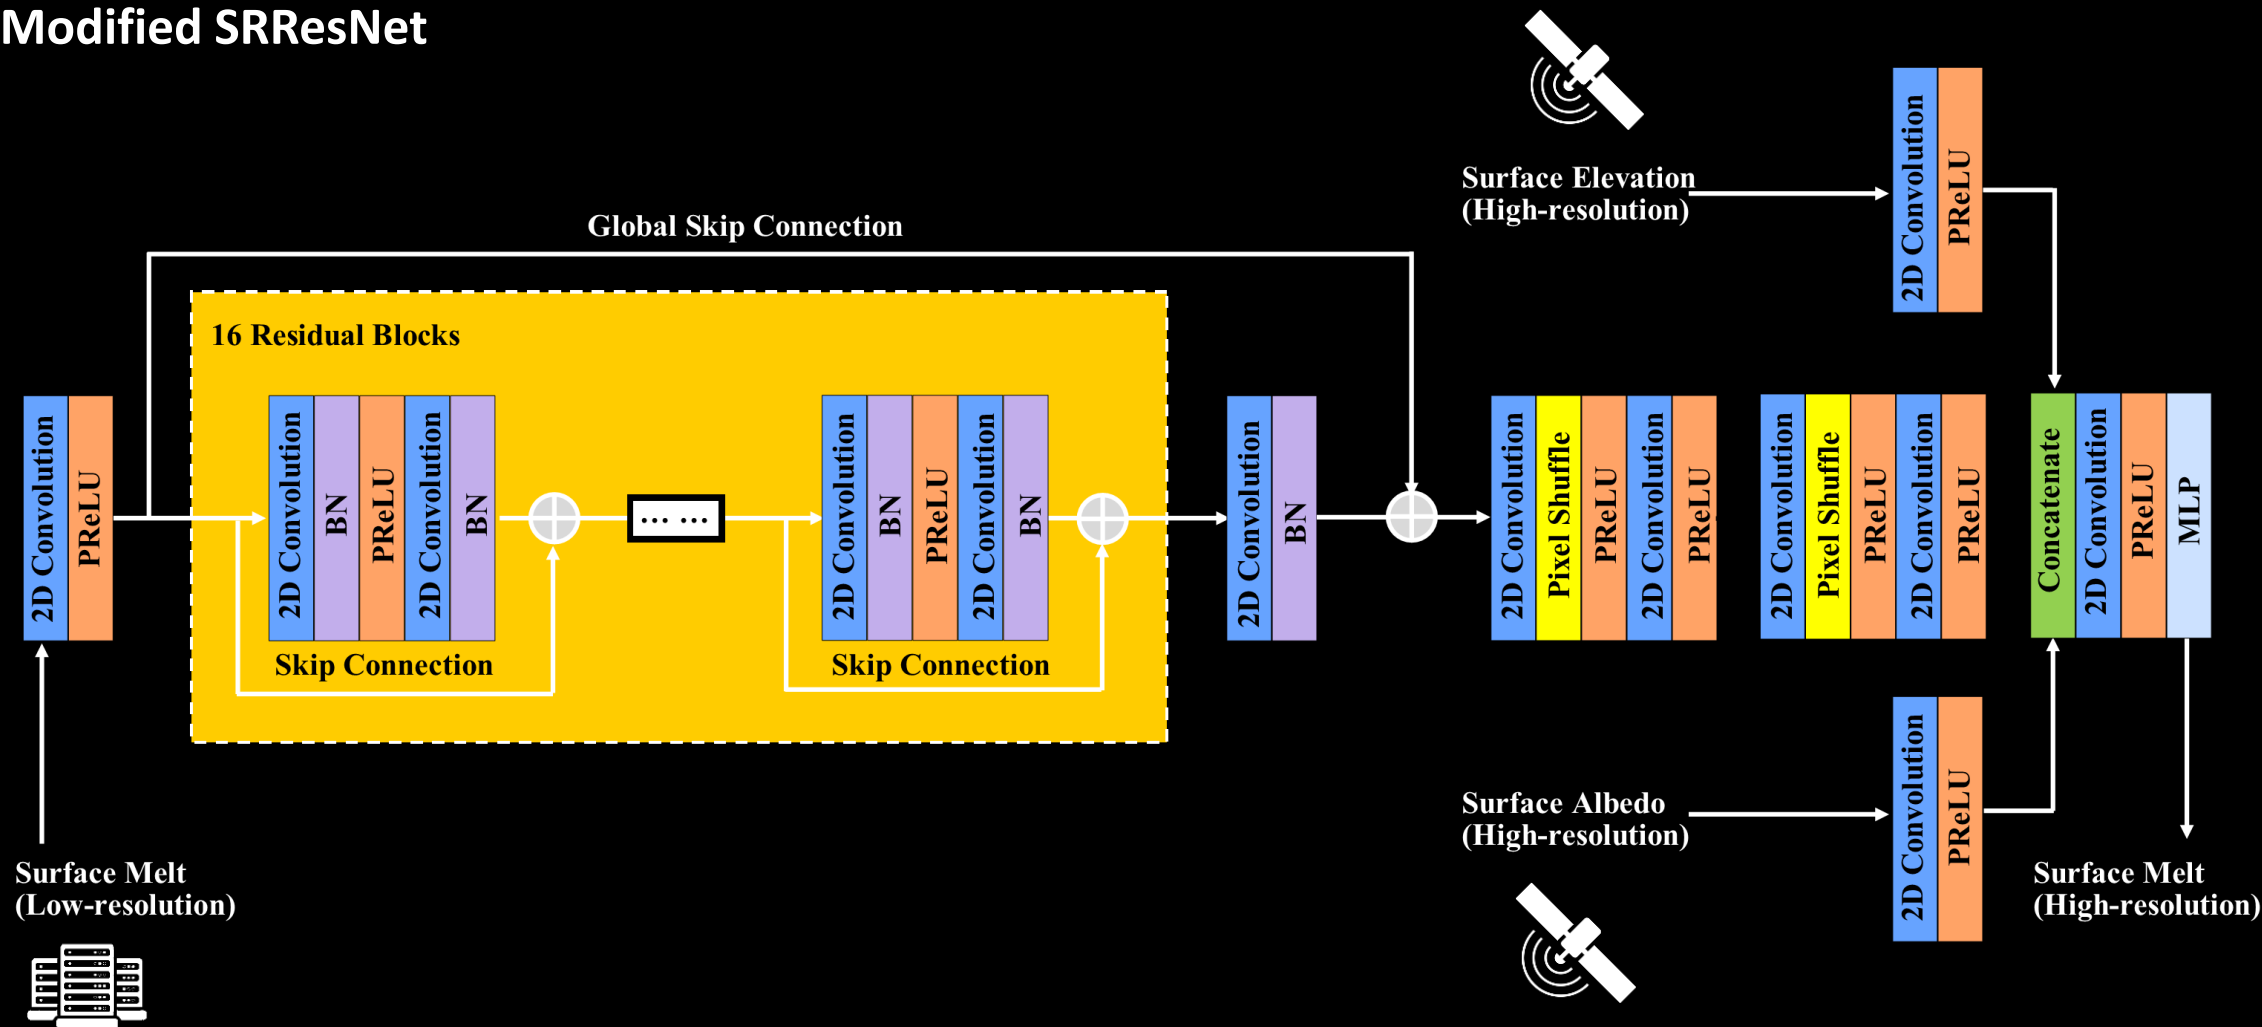 Modified SRResNet
Surface Elevation
(High-resolution)
2D Convolution
PReLU
Global Skip Connection
16 Residual Blocks
2D Convolution
PReLU
2D Convolution
BN
PReLU
2D Convolution
BN
Skip Connection
... ...
2D Convolution
BN
PReLU
2D Convolution
BN
Skip Connection
2D Convolution
BN
2D Convolution
Pixel Shuffle
PReLU
2D Convolution
PReLU
2D Convolution
Pixel Shuffle
PReLU
2D Convolution
PReLU
Concatenate
2D Convolution
PReLU
MLP
Surface Albedo
(High-resolution)
2D Convolution
PReLU
Surface Melt
(Low-resolution)
Surface Melt
(High-resolution)